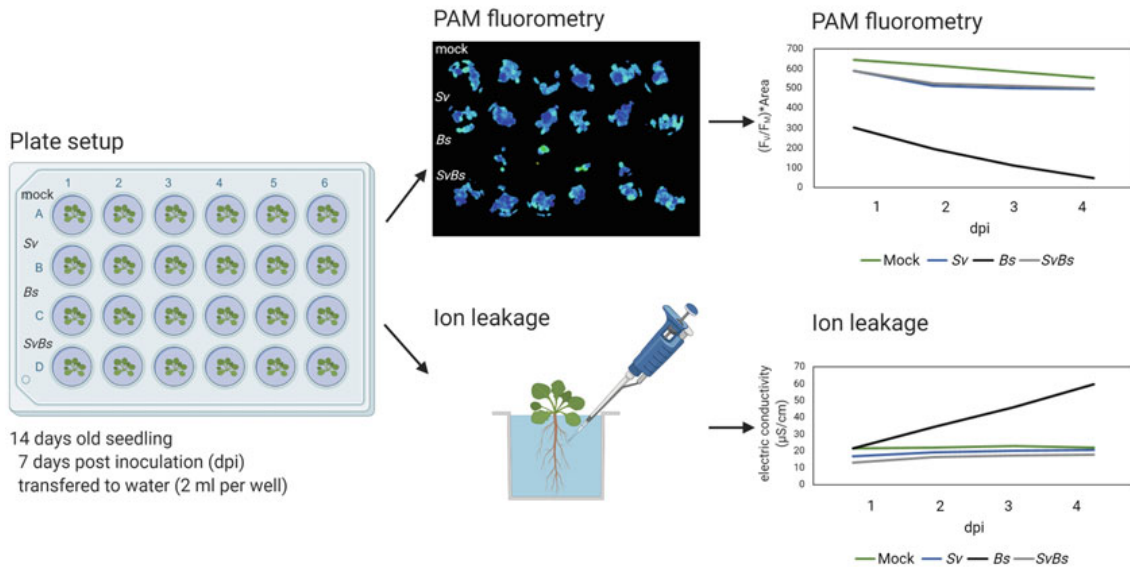 Plate setup
mock
1 2 3 4 5 6
A
Sv
B
Bs
C
SvBs
D
14 days old seedling
7 days post inoculation (dpi)
transfered to water (2 ml per well)
PAM fluorometry
mock
Sv
Bs
SvBs
Ion leakage
PAM fluorometry
(Fv/FM)*Area
700
600
500
400
300
200
100
0
1 2 3 4
dpi
Mock Sv Bs SvBs
Ion leakage
electric conductivity
(µS/cm)
70
60
50
40
30
20
10
0
1 2 3 4
dpi
Mock Sv Bs SvBs